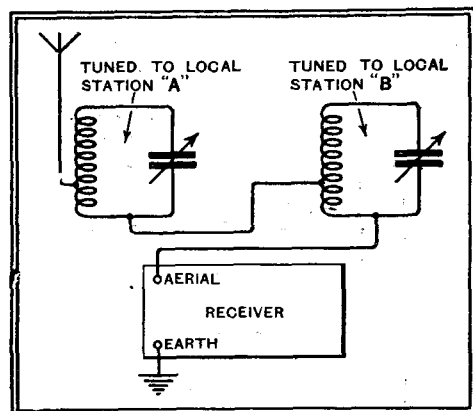 TUNED TO LOCAL
STATION "A"
TUNED TO LOCAL
STATION "B"
AERIAL
RECEIVER
EARTH